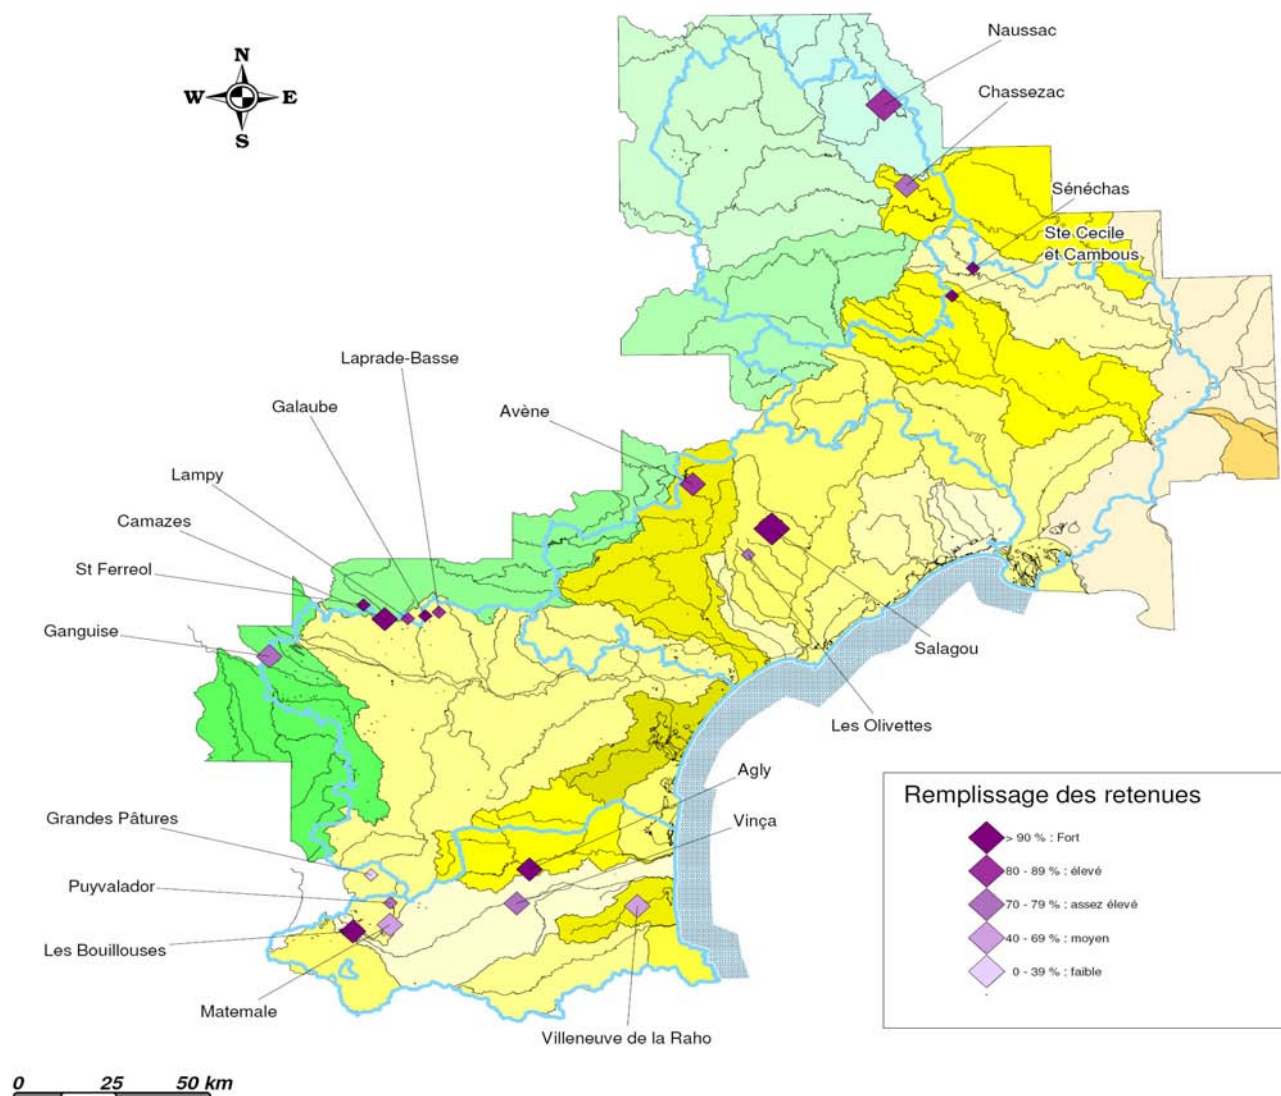 Naussac
N
W E
S
Chassezac
Sénéchas
Ste Cecile
et Cambous
Laprade-Basse
Galaube
Avène
Lampy
Camazes
St Ferreol
Ganguise
Salagou
Les Olivettes
Agly
Remplissage des retenues
Grandes Pâtures
Vinça
> 90 % : Fort
80 - 89 % : élevé
Puyvalador
70 - 79 % : assez élevé
40 - 69 % : moyen
Les Bouillouses
0 - 39 % : faible
Matemale
Villeneuve de la Raho
0 25 50 km